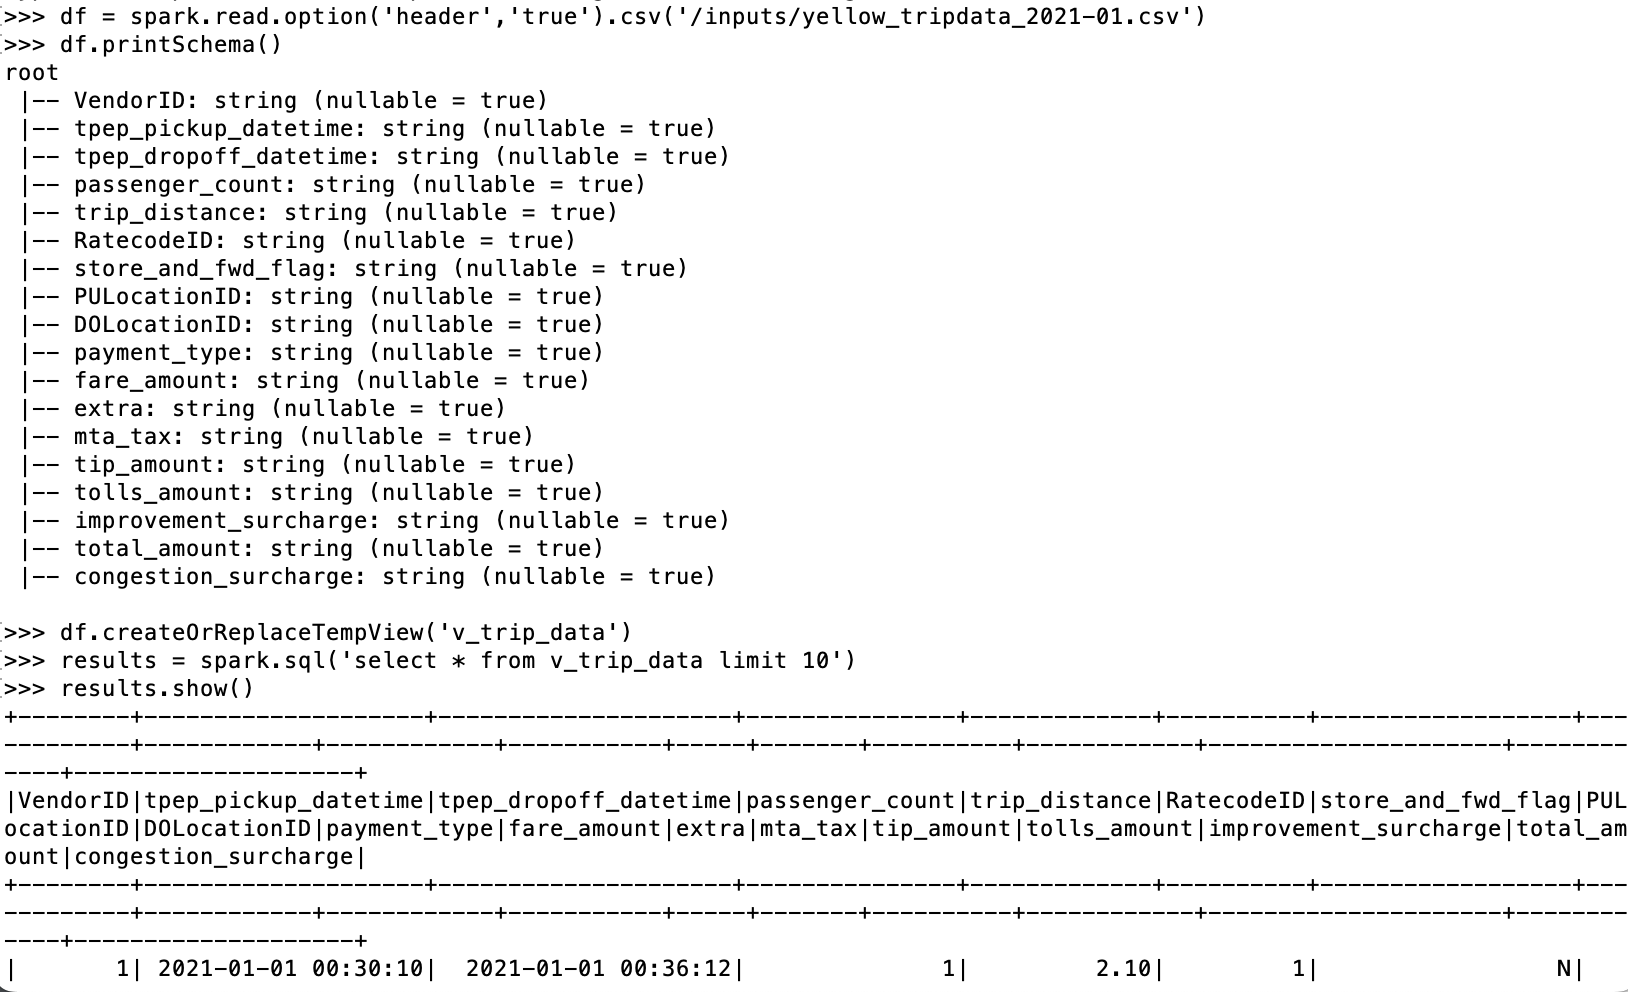 >>> df = spark.read.option('header','true').csv('/inputs/yellow_tripdata_2021-01.csv')
>>> df.printSchema()
root
 |-- VendorID: string (nullable = true)
 |-- tpep_pickup_datetime: string (nullable = true)
 |-- tpep_dropoff_datetime: string (nullable = true)
 |-- passenger_count: string (nullable = true)
 |-- trip_distance: string (nullable = true)
 |-- RatecodeID: string (nullable = true)
 |-- store_and_fwd_flag: string (nullable = true)
 |-- PULocationID: string (nullable = true)
 |-- DOLocationID: string (nullable = true)
 |-- payment_type: string (nullable = true)
 |-- fare_amount: string (nullable = true)
 |-- extra: string (nullable = true)
 |-- mta_tax: string (nullable = true)
 |-- tip_amount: string (nullable = true)
 |-- tolls_amount: string (nullable = true)
 |-- improvement_surcharge: string (nullable = true)
 |-- total_amount: string (nullable = true)
 |-- congestion_surcharge: string (nullable = true)

>>> df.createOrReplaceTempView('v_trip_data')
>>> results = spark.sql('select * from v_trip_data limit 10')
>>> results.show()
+--------+--------------------+---------------------+---------------+-------------+----------+------------------+---
---------+------------+------------+-----------+-----+-------+----------+------------+---------------------+--------
----+--------------------+
|VendorID|tpep_pickup_datetime|tpep_dropoff_datetime|passenger_count|trip_distance|RatecodeID|store_and_fwd_flag|PUL
ocationID|DOLocationID|payment_type|fare_amount|extra|mta_tax|tip_amount|tolls_amount|improvement_surcharge|total_am
ount|congestion_surcharge|
+--------+--------------------+---------------------+---------------+-------------+----------+------------------+---
---------+------------+------------+-----------+-----+-------+----------+------------+---------------------+--------
----+--------------------+
|       1| 2021-01-01 00:30:10|  2021-01-01 00:36:12|              1|         2.10|         1|                 N|